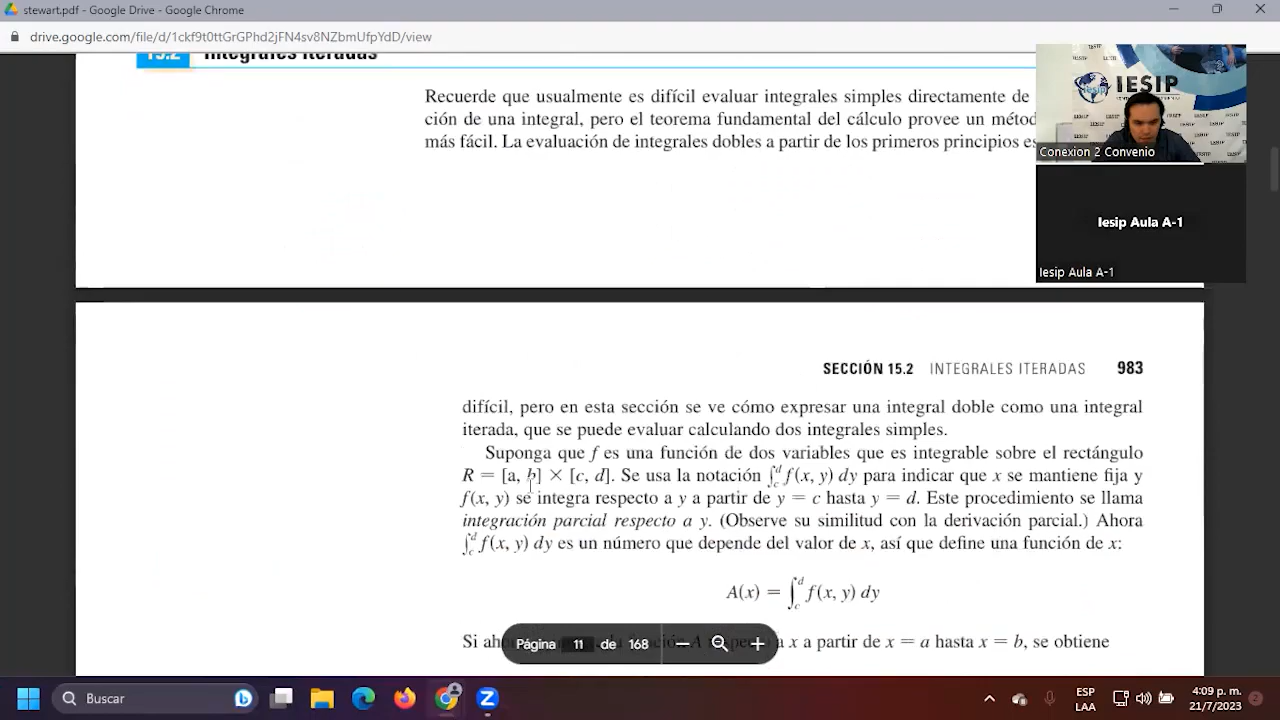 stewart.pdf - Google Drive - Google Chrome
drive.google.com/file/d/1ckf9t0ttGrGPhd2jFN4sv8NZbmUfpYdD/view
15.2 Integrales iteradas
Recuerde que usualmente es difícil evaluar integrales simples directamente de
ción de una integral, pero el teorema fundamental del cálculo provee un métod
más fácil. La evaluación de integrales dobles a partir de los primeros principios es
IESIP
Conexion 2 Convenio
Iesip Aula A-1
Iesip Aula A-1
SECCIÓN 15.2 INTEGRALES ITERADAS 983
difícil, pero en esta sección se ve cómo expresar una integral doble como una integral
iterada, que se puede evaluar calculando dos integrales simples.
Suponga que f es una función de dos variables que es integrable sobre el rectángulo
R = [a, b] × [c, d]. Se usa la notación ∫_c^d f(x, y) dy para indicar que x se mantiene fija y
f(x, y) se integra respecto a y a partir de y = c hasta y = d. Este procedimiento se llama
integración parcial respecto a y. (Observe su similitud con la derivación parcial.) Ahora
∫_c^d f(x, y) dy es un número que depende del valor de x, así que define una función de x:
A(x) = ∫_c^d f(x, y) dy
Si a x a partir de x = a hasta x = b, se obtiene
Página 11 de 168
Buscar
ESP
LAA
4:09 p. m.
21/7/2023
2